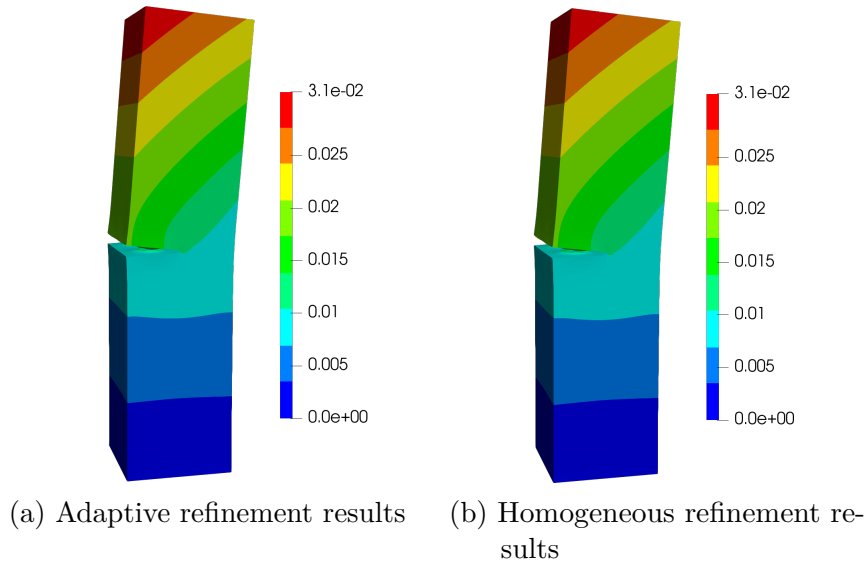 3.1e-02
0.025
0.02
0.015
0.01
0.005
0.0e+00
3.1e-02
0.025
0.02
0.015
0.01
0.005
0.0e+00
(a) Adaptive refinement results
(b) Homogeneous refinement re-
sults